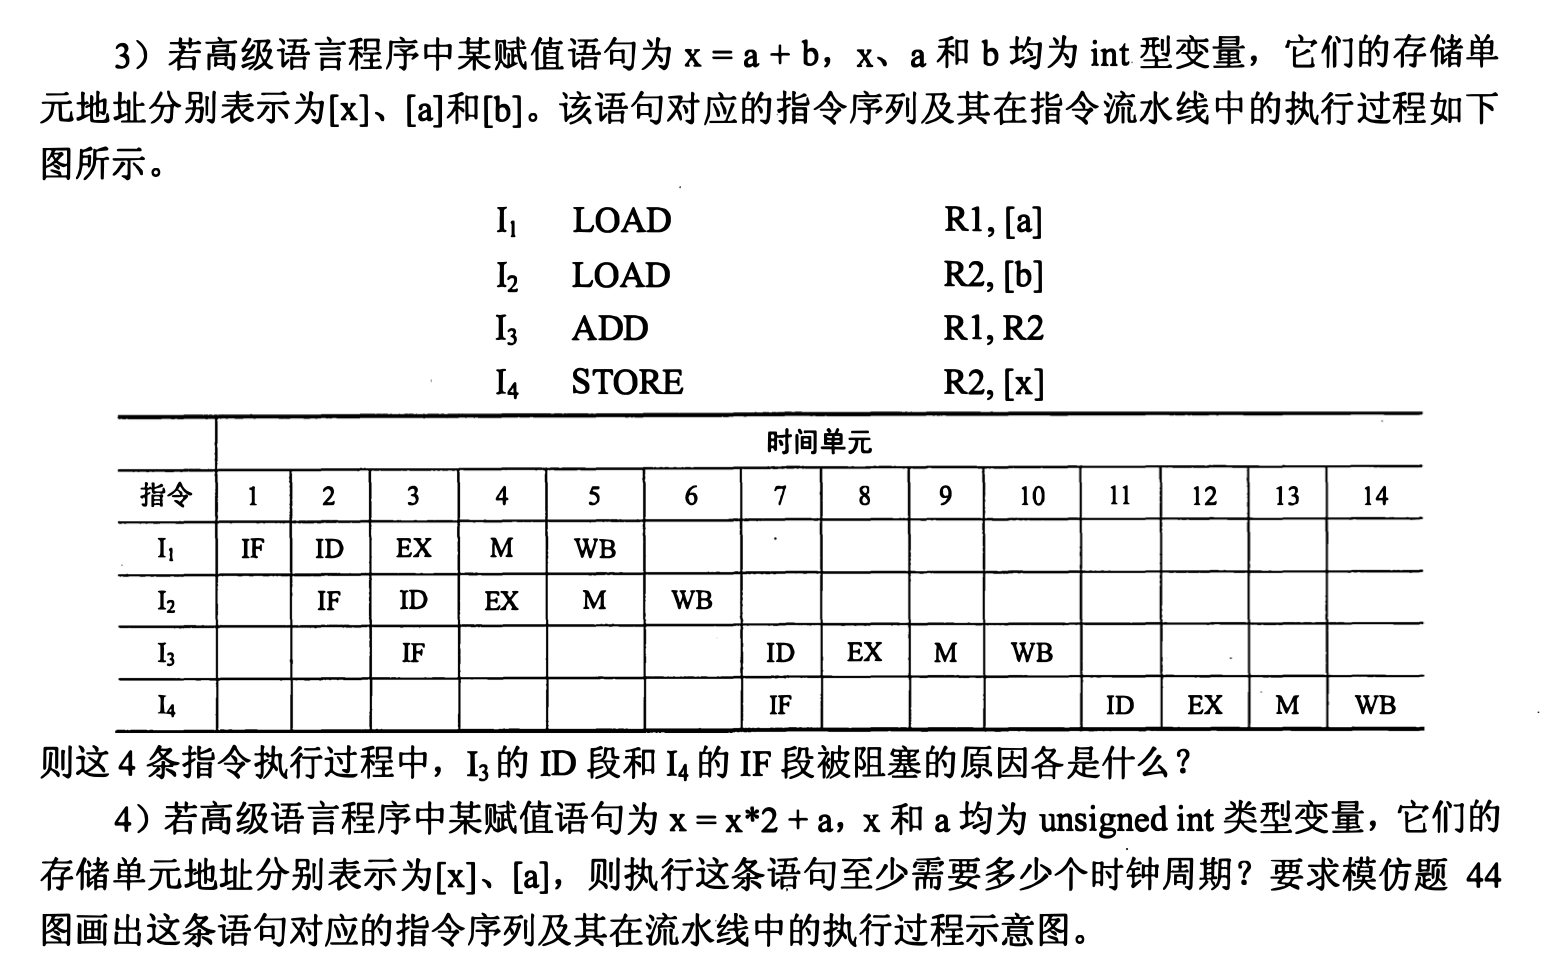 3）若高级语言程序中某赋值语句为 x = a + b，x、a 和 b 均为 int 型变量，它们的存储单
元地址分别表示为[x]、[a]和[b]。该语句对应的指令序列及其在指令流水线中的执行过程如下
图所示。
I₁ LOAD R1, [a]
I₂ LOAD R2, [b]
I₃ ADD R1, R2
I₄ STORE R2, [x]
时间单元
指令 1 2 3 4 5 6 7 8 9 10 11 12 13 14
I₁ IF ID EX M WB
I₂ IF ID EX M WB
I₃ IF ID EX M WB
I₄ IF ID EX M WB
则这 4 条指令执行过程中，I₃的 ID 段和 I₄的 IF 段被阻塞的原因各是什么？
4）若高级语言程序中某赋值语句为 x = x*2 + a，x 和 a 均为 unsigned int 类型变量，它们的
存储单元地址分别表示为[x]、[a]，则执行这条语句至少需要多少个时钟周期？要求模仿题 44
图画出这条语句对应的指令序列及其在流水线中的执行过程示意图。